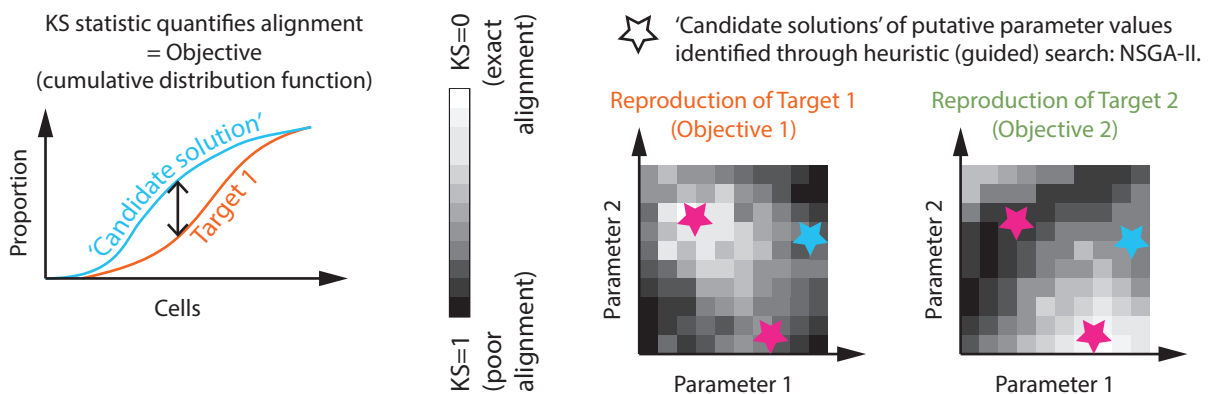 KS statistic quantifies alignment
= Objective
(cumulative distribution function)
Proportion
'Candidate solution'
Target 1
Cells
KS=0
(exact
alignment)
KS=1
(poor
alignment)
'Candidate solutions' of putative parameter values
identified through heuristic (guided) search: NSGA-II.
Reproduction of Target 1
(Objective 1)
Parameter 2
Parameter 1
Reproduction of Target 2
(Objective 2)
Parameter 2
Parameter 1